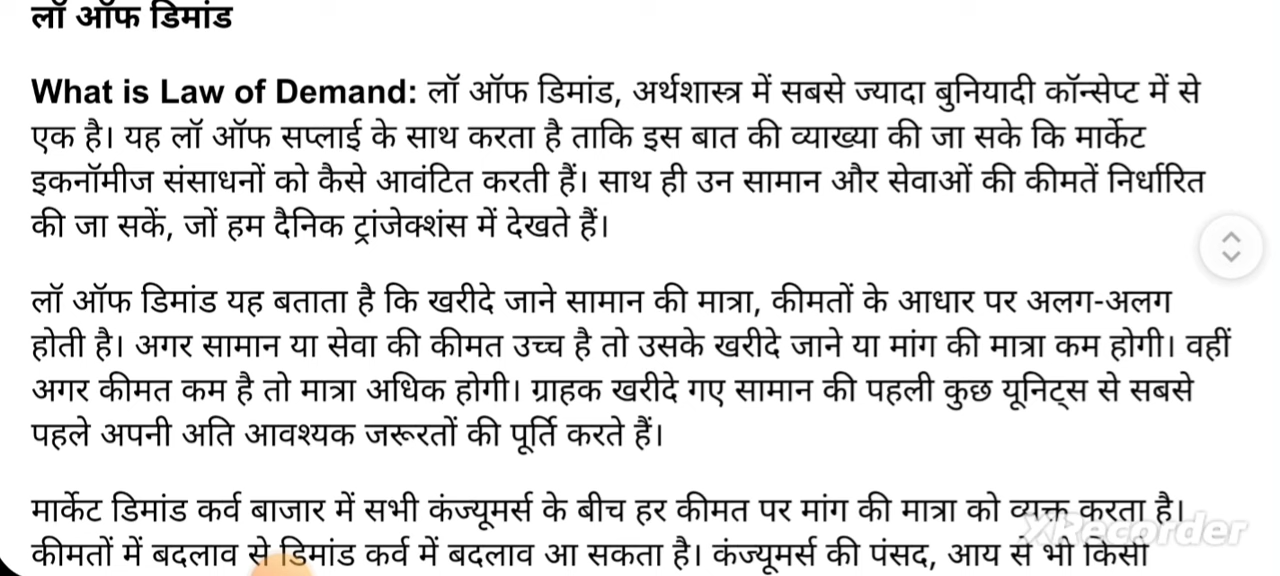 लॉ ऑफ डिमांड
What is Law of Demand: लॉ ऑफ डिमांड, अर्थशास्त्र में सबसे ज्यादा बुनियादी कॉन्सेप्ट में से
एक है। यह लॉ ऑफ सप्लाई के साथ करता है ताकि इस बात की व्याख्या की जा सके कि मार्केट
इकनॉमीज संसाधनों को कैसे आवंटित करती हैं। साथ ही उन सामान और सेवाओं की कीमतें निर्धारित
की जा सकें, जों हम दैनिक ट्रांजेक्शंस में देखते हैं।
लॉ ऑफ डिमांड यह बताता है कि खरीदे जाने सामान की मात्रा, कीमतों के आधार पर अलग-अलग
होती है। अगर सामान या सेवा की कीमत उच्च है तो उसके खरीदे जाने या मांग की मात्रा कम होगी। वहीं
अगर कीमत कम है तो मात्रा अधिक होगी। ग्राहक खरीदे गए सामान की पहली कुछ यूनिट्स से सबसे
पहले अपनी अति आवश्यक जरूरतों की पूर्ति करते हैं।
मार्केट डिमांड कर्व बाजार में सभी कंज्यूमर्स के बीच हर कीमत पर मांग की मात्रा को व्यक्त करता है।
XRecorder
कीमतों में बदलाव से डिमांड कर्व में बदलाव आ सकता है। कंज्यूमर्स की पंसद, आय से भी किसी